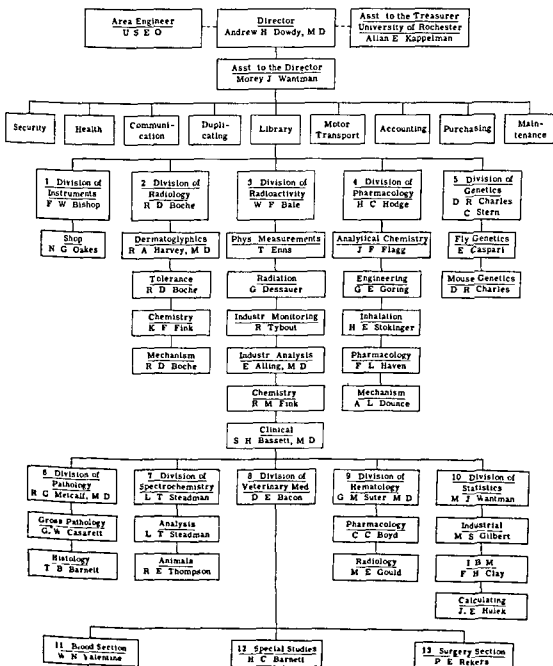 Area Engineer
U S E O
Director
Andrew H Dowdy, M D
Asst to the Treasurer
University of Rochester
Allan E Kappelman
Asst to the Director
Morey J Wantman
Security
Health
Communi-
cation
Dupli-
cating
Library
Motor
Transport
Accounting
Purchasing
Main-
tenance
1 Division of
Instruments
F W Bishop
Shop
N G Oakes
2 Division of
Radiology
R D Boche
Dermatoglyphics
R A Harvey, M D
Tolerance
R D Boche
Chemistry
K F Fink
Mechanism
R D Boche
3 Division of
Radioactivity
W F Bale
Phys Measurements
T Enns
Radiation
G Dessauer
Industr Monitoring
R Tybout
Industr Analysis
E Alling, M D
Chemistry
R M Fink
Clinical
S H Bassett, M D
4 Division of
Pharmacology
H C Hodge
Analytical Chemistry
J F Flagg
Engineering
G E Goring
Inhalation
H E Stokinger
Pharmacology
F L Haven
Mechanism
A L Dounce
5 Division of
Genetics
D R Charles
C Stern
Fly Genetics
E Caspari
Mouse Genetics
D R Charles
6 Division of
Pathology
R G Metcalf, M D
Gross Pathology
G. W Casarett
Histology
T B Barnett
7 Division of
Spectrochemistry
L T Steadman
Analysis
L T Steadman
Animals
R E Thompson
8 Division of
Veterinary Med
D E Bacon
9 Division of
Hematology
G M Suter M D
Pharmacology
C C Boyd
Radiology
M E Gould
10 Division of
Statistics
M J Wantman
Industrial
M S Gilbert
I B M
F H Clay
Calculating
J. E Hulek
11 Blood Section
W N Valentine
12 Special Studies
H C Barnett
13 Surgery Section
P E Rekers